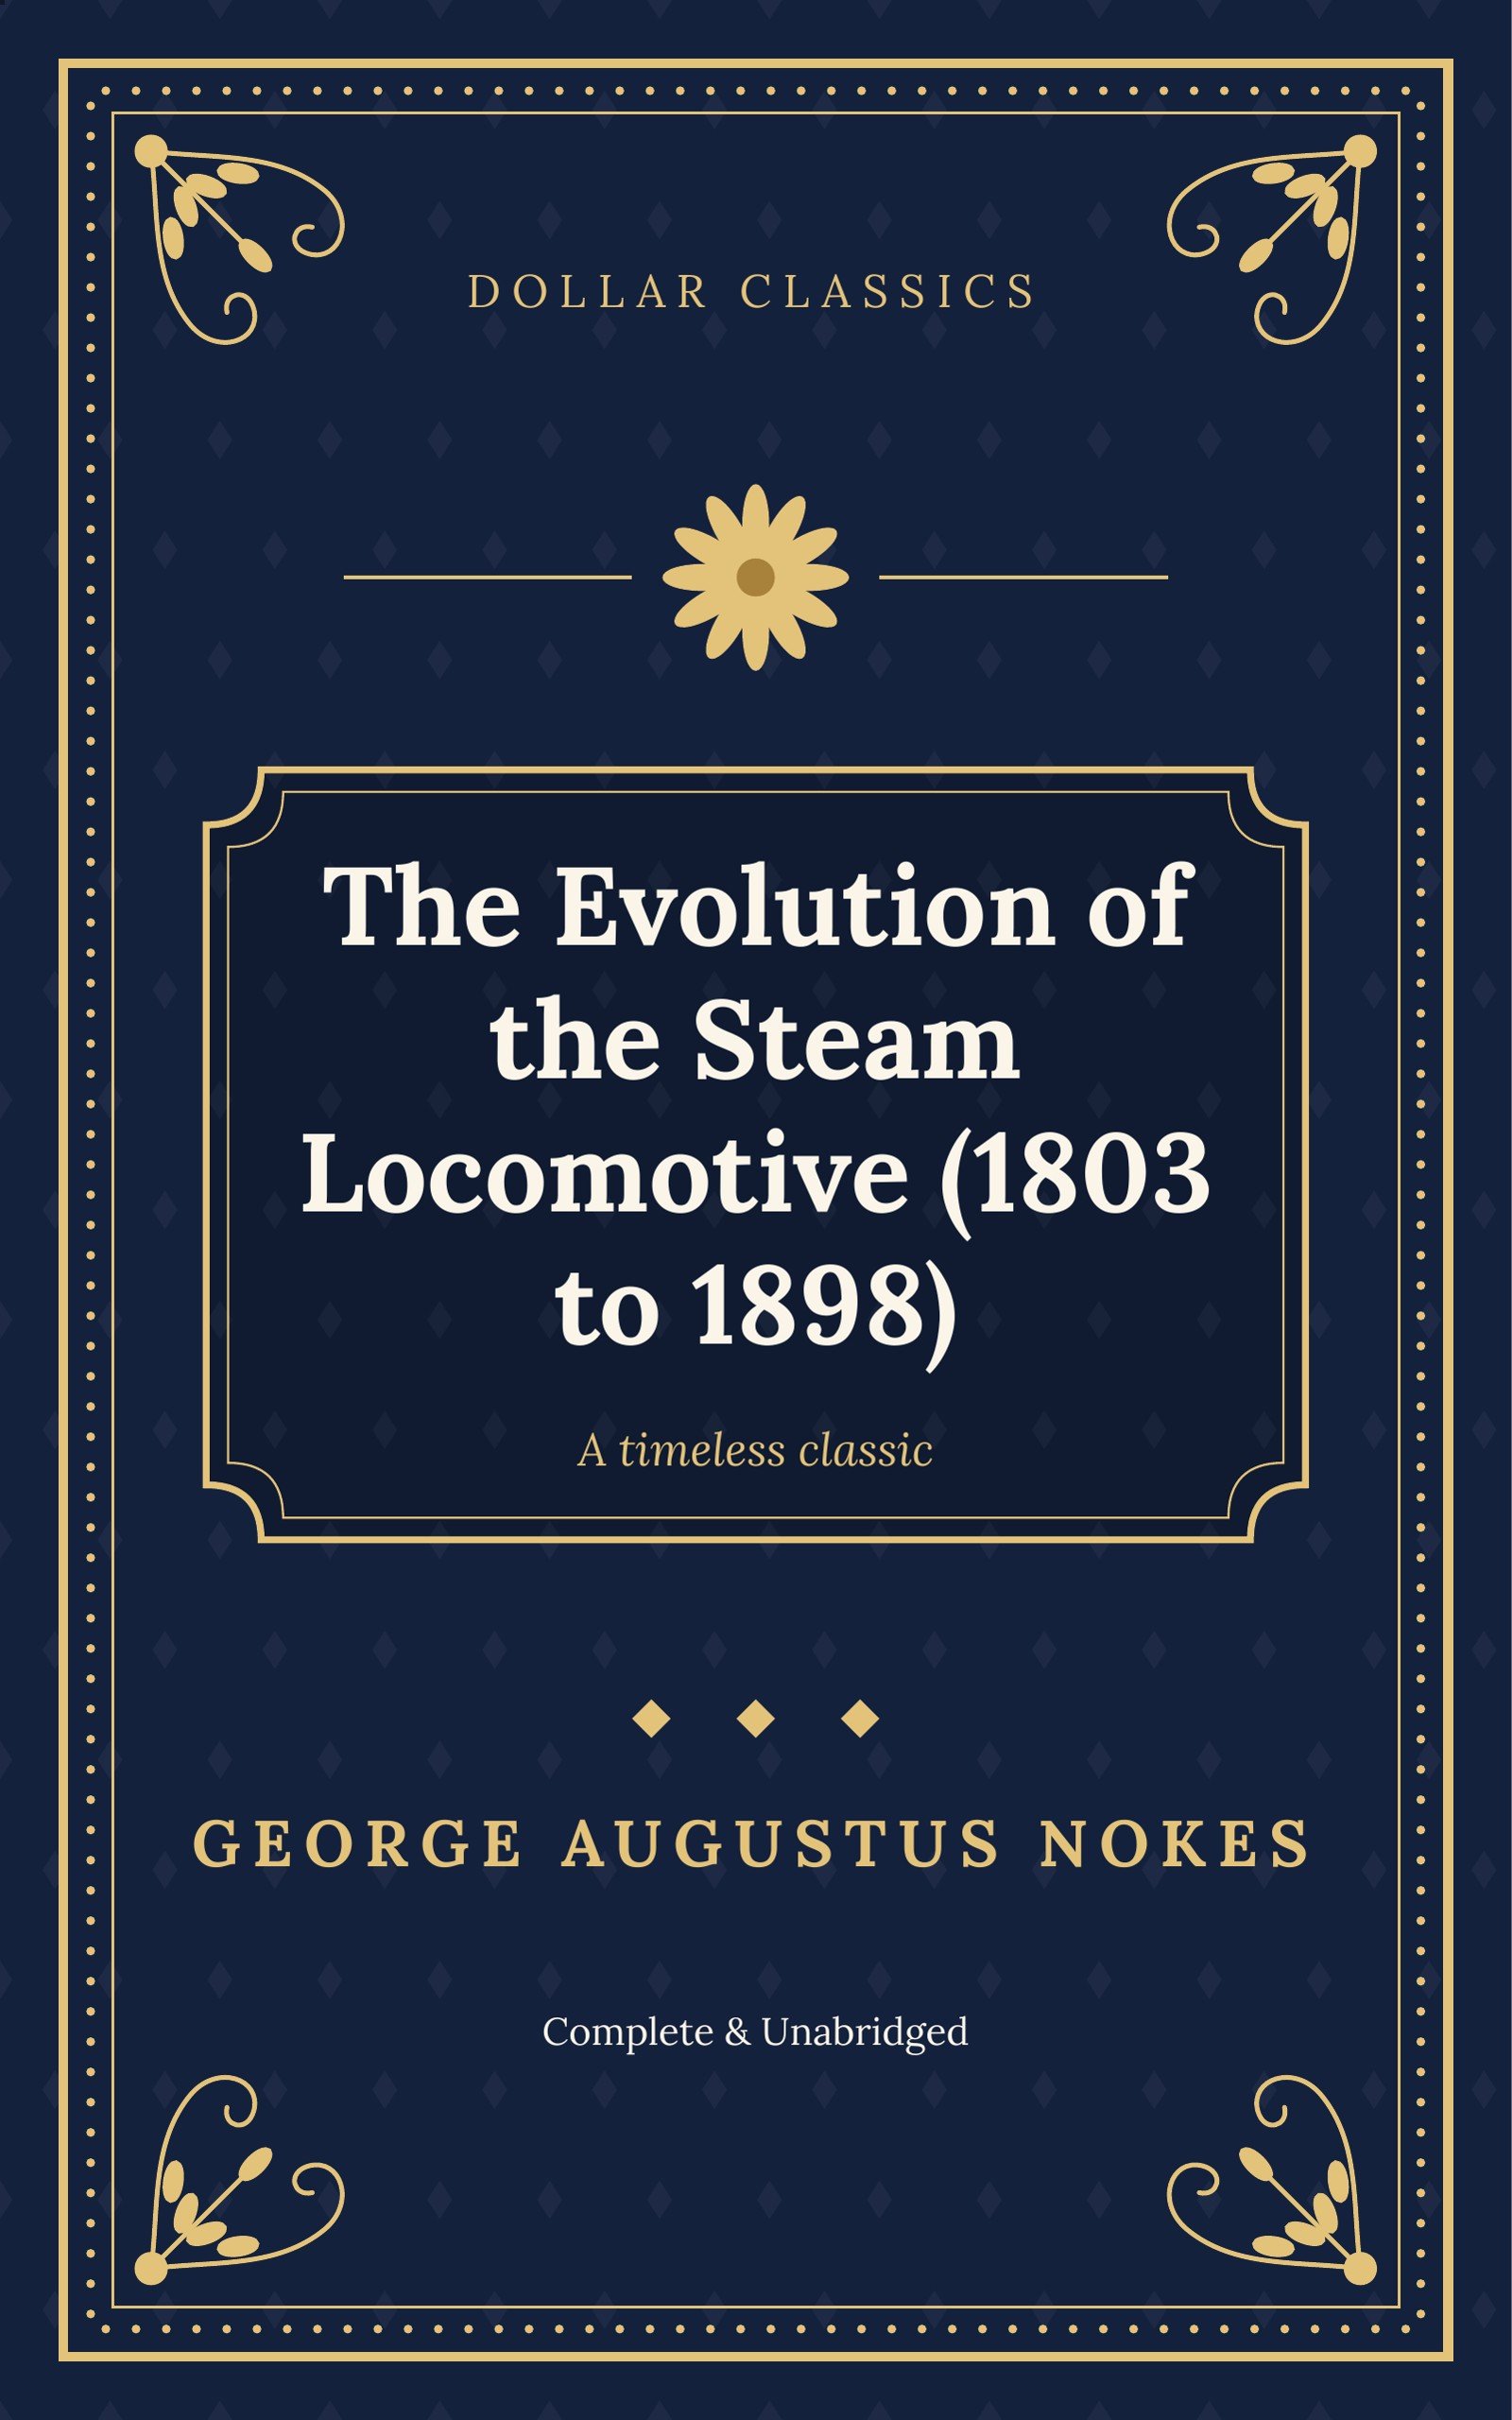 DOLLAR CLASSICS
The Evolution of
the Steam
Locomotive (1803
to 1898)
A timeless classic
GEORGE AUGUSTUS NOKES
Complete & Unabridged